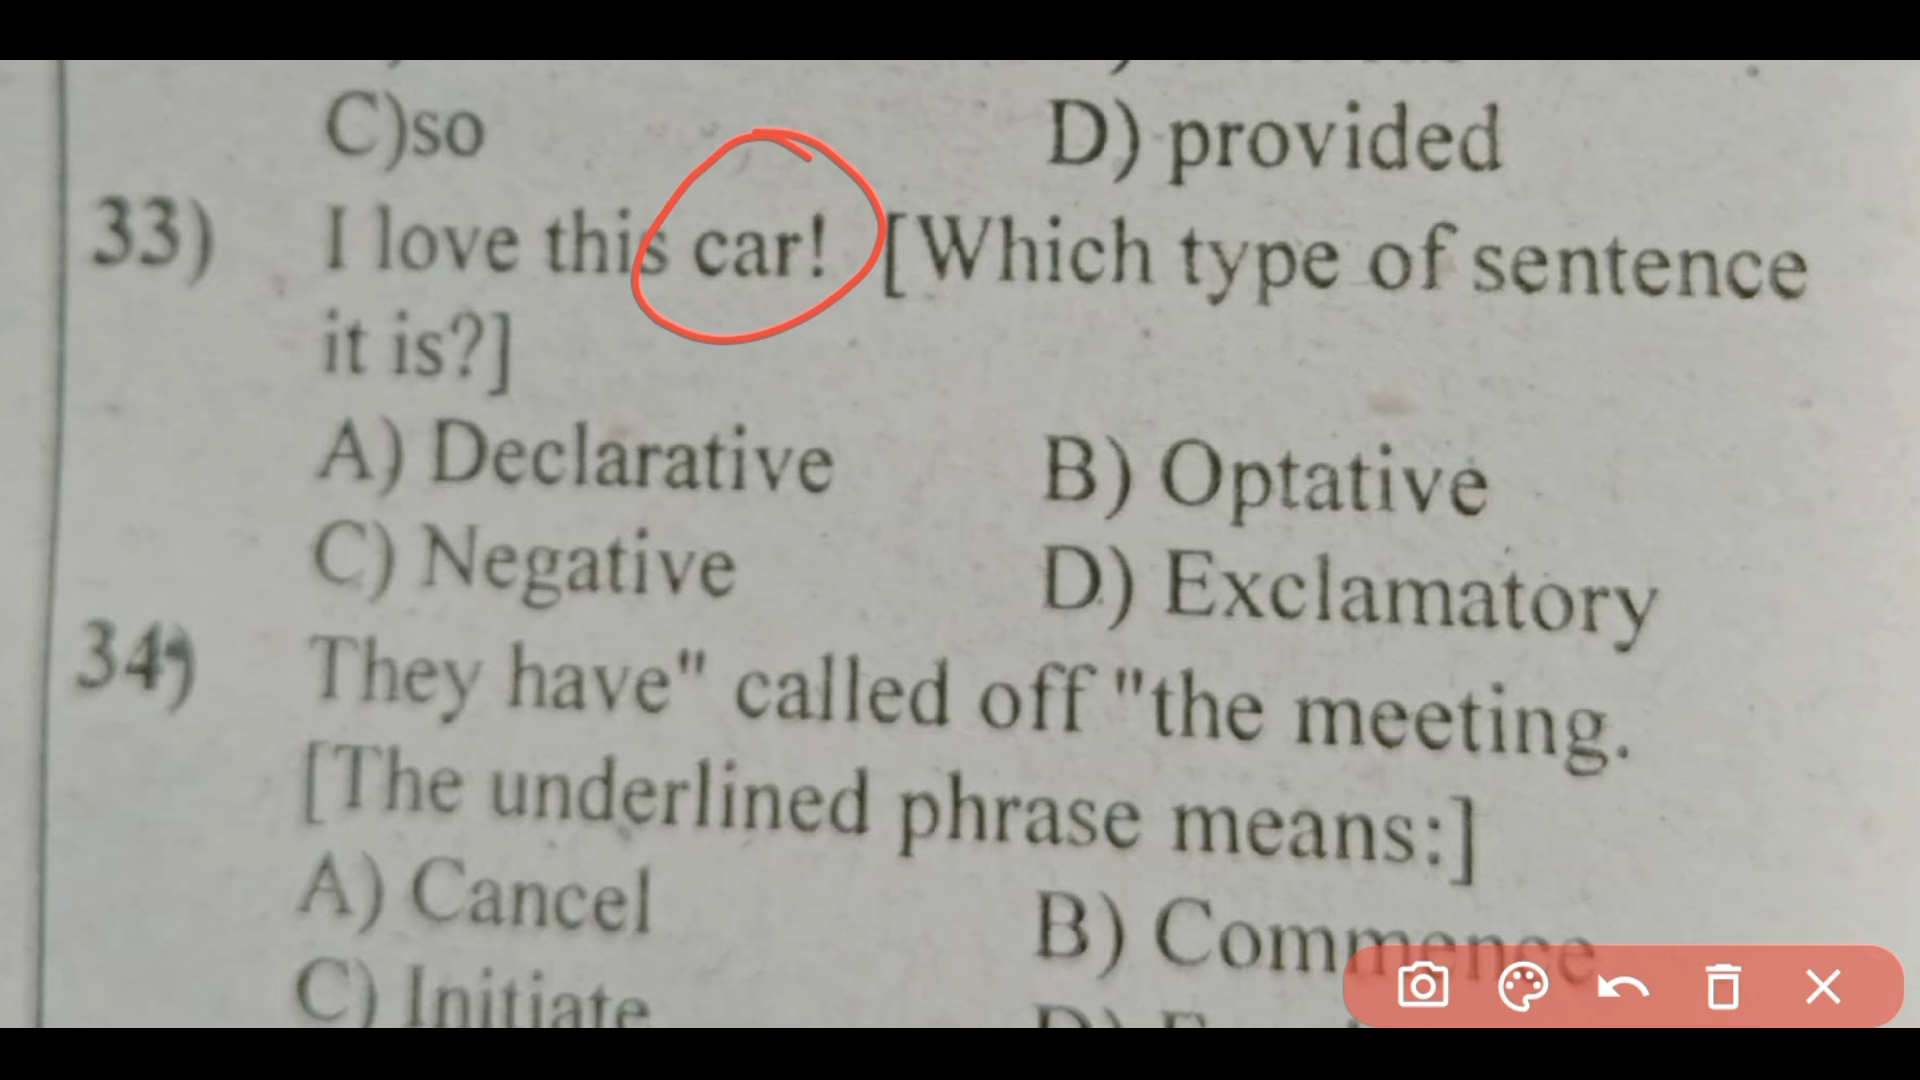 C)so
D) provided
33) I love this car! [Which type of sentence
it is?]
A) Declarative
B) Optative
C) Negative
D) Exclamatory
34) They have" called off "the meeting.
[The underlined phrase means:]
A) Cancel
B) Commence
C) Initiate